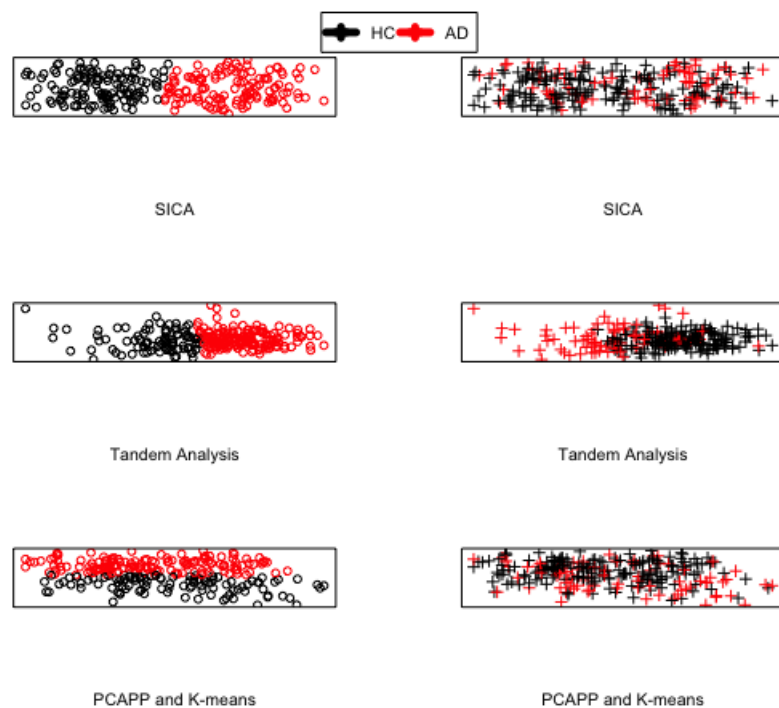 HC AD
SICA SICA
Tandem Analysis Tandem Analysis
PCAPP and K-means PCAPP and K-means